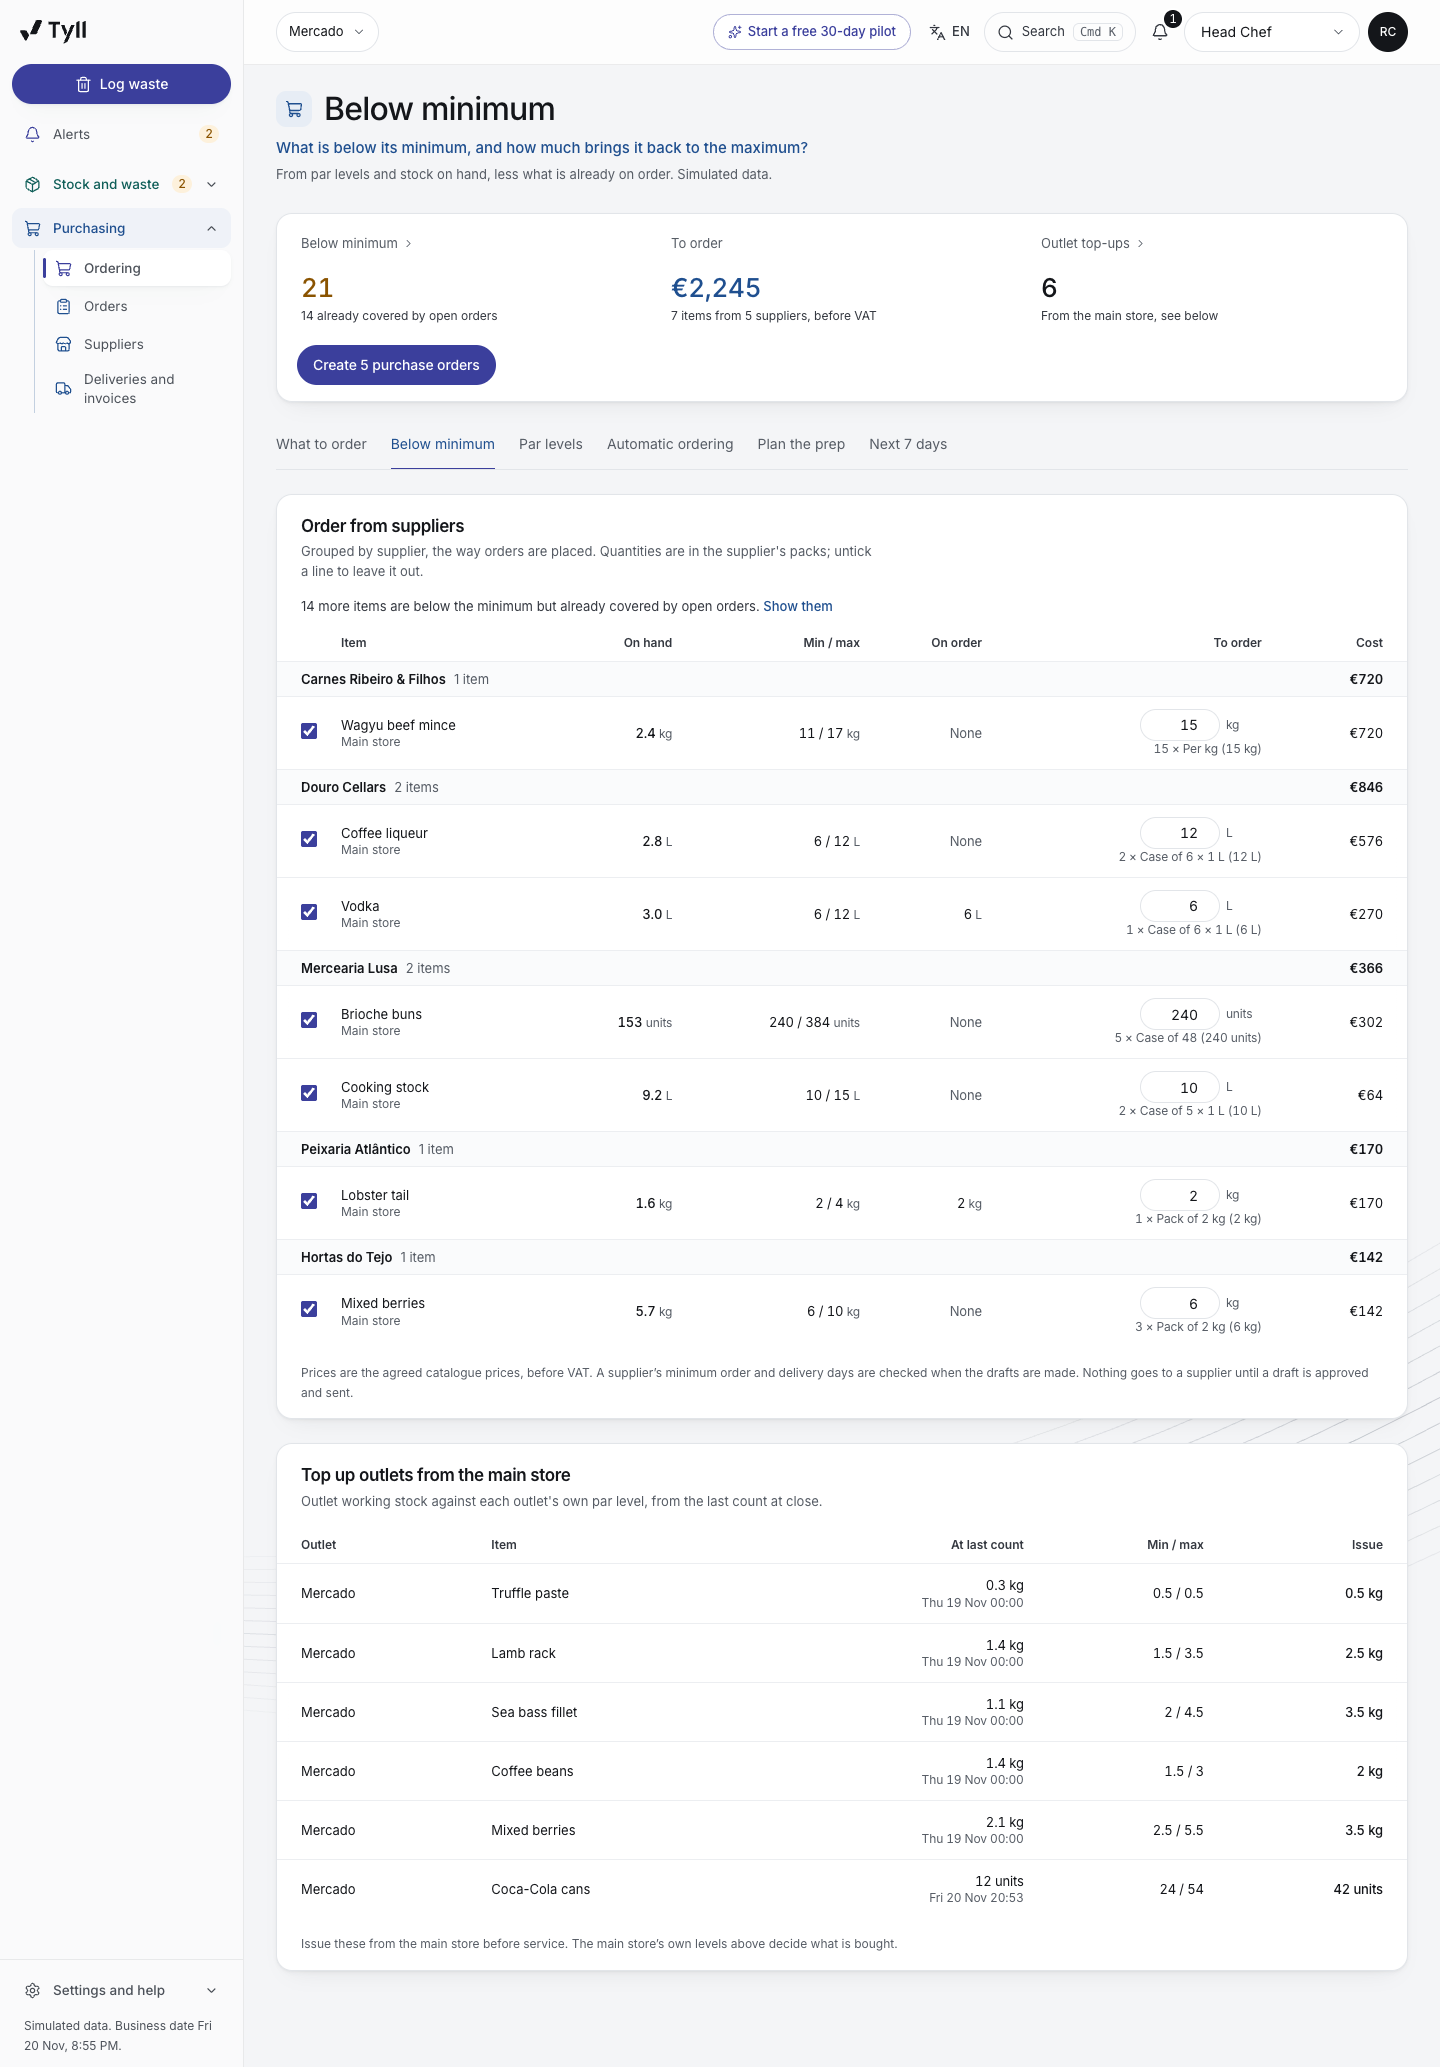 Tyll
Log waste
Alerts 2
Stock and waste 2
Purchasing
Ordering
Orders
Suppliers
Deliveries and
invoices
Mercado
Start a free 30-day pilot
EN
Search Cmd K
1
Head Chef
RC
Below minimum
What is below its minimum, and how much brings it back to the maximum?
From par levels and stock on hand, less what is already on order. Simulated data.
Below minimum
21
14 already covered by open orders
To order
€2,245
7 items from 5 suppliers, before VAT
Outlet top-ups
6
From the main store, see below
Create 5 purchase orders
What to order Below minimum Par levels Automatic ordering Plan the prep Next 7 days
Order from suppliers
Grouped by supplier, the way orders are placed. Quantities are in the supplier's packs; untick
a line to leave it out.
14 more items are below the minimum but already covered by open orders. Show them
Item On hand Min / max On order To order Cost
Carnes Ribeiro & Filhos 1 item €720
Wagyu beef mince 2.4 kg 11 / 17 kg None 15 kg €720
Main store 15 × Per kg (15 kg)
Douro Cellars 2 items €846
Coffee liqueur 2.8 L 6 / 12 L None 12 L €576
Main store 2 × Case of 6 × 1 L (12 L)
Vodka 3.0 L 6 / 12 L 6 L 6 L €270
Main store 1 × Case of 6 × 1 L (6 L)
Mercearia Lusa 2 items €366
Brioche buns 153 units 240 / 384 units None 240 units €302
Main store 5 × Case of 48 (240 units)
Cooking stock 9.2 L 10 / 15 L None 10 L €64
Main store 2 × Case of 5 × 1 L (10 L)
Peixaria Atlântico 1 item €170
Lobster tail 1.6 kg 2 / 4 kg 2 kg 2 kg €170
Main store 1 × Pack of 2 kg (2 kg)
Hortas do Tejo 1 item €142
Mixed berries 5.7 kg 6 / 10 kg None 6 kg €142
Main store 3 × Pack of 2 kg (6 kg)
Prices are the agreed catalogue prices, before VAT. A supplier's minimum order and delivery days are checked when the drafts are made. Nothing goes to a supplier until a draft is approved
and sent.
Top up outlets from the main store
Outlet working stock against each outlet's own par level, from the last count at close.
Outlet Item At last count Min / max Issue
Mercado Truffle paste 0.3 kg 0.5 / 0.5 0.5 kg
Thu 19 Nov 00:00
Mercado Lamb rack 1.4 kg 1.5 / 3.5 2.5 kg
Thu 19 Nov 00:00
Mercado Sea bass fillet 1.1 kg 2 / 4.5 3.5 kg
Thu 19 Nov 00:00
Mercado Coffee beans 1.4 kg 1.5 / 3 2 kg
Thu 19 Nov 00:00
Mercado Mixed berries 2.1 kg 2.5 / 5.5 3.5 kg
Thu 19 Nov 00:00
Mercado Coca-Cola cans 12 units 24 / 54 42 units
Fri 20 Nov 20:53
Issue these from the main store before service. The main store's own levels above decide what is bought.
Settings and help
Simulated data. Business date Fri
20 Nov, 8:55 PM.